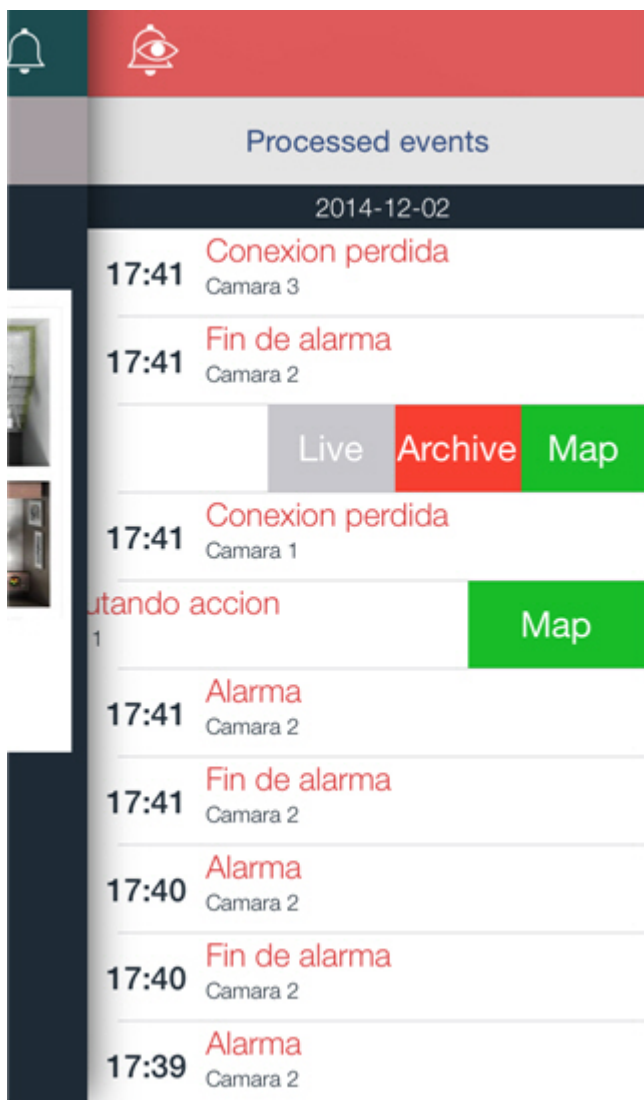 Processed events
2014-12-02
17:41
Conexion perdida
Camara 3
17:41
Fin de alarma
Camara 2
Live Archive Map
17:41
Conexion perdida
Camara 1
utando accion
1
Map
17:41
Alarma
Camara 2
17:41
Fin de alarma
Camara 2
17:40
Alarma
Camara 2
17:40
Fin de alarma
Camara 2
17:39
Alarma
Camara 2